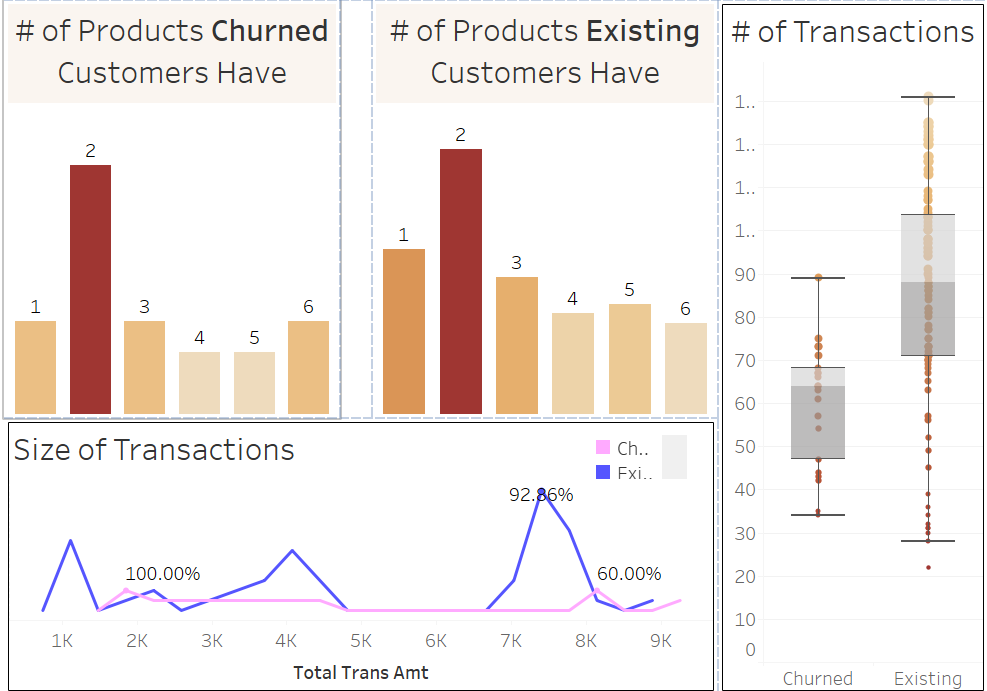 # of Products Churned
Customers Have
2
1
3
4
5
6
# of Products Existing
Customers Have
2
1
3
4
5
6
# of Transactions
1..
1..
1..
1..
90
80
70
60
50
40
30
20
10
0
Churned Existing
Size of Transactions
Ch..
Exi..
92.86%
100.00%
60.00%
1K 2K 3K 4K 5K 6K 7K 8K 9K
Total Trans Amt